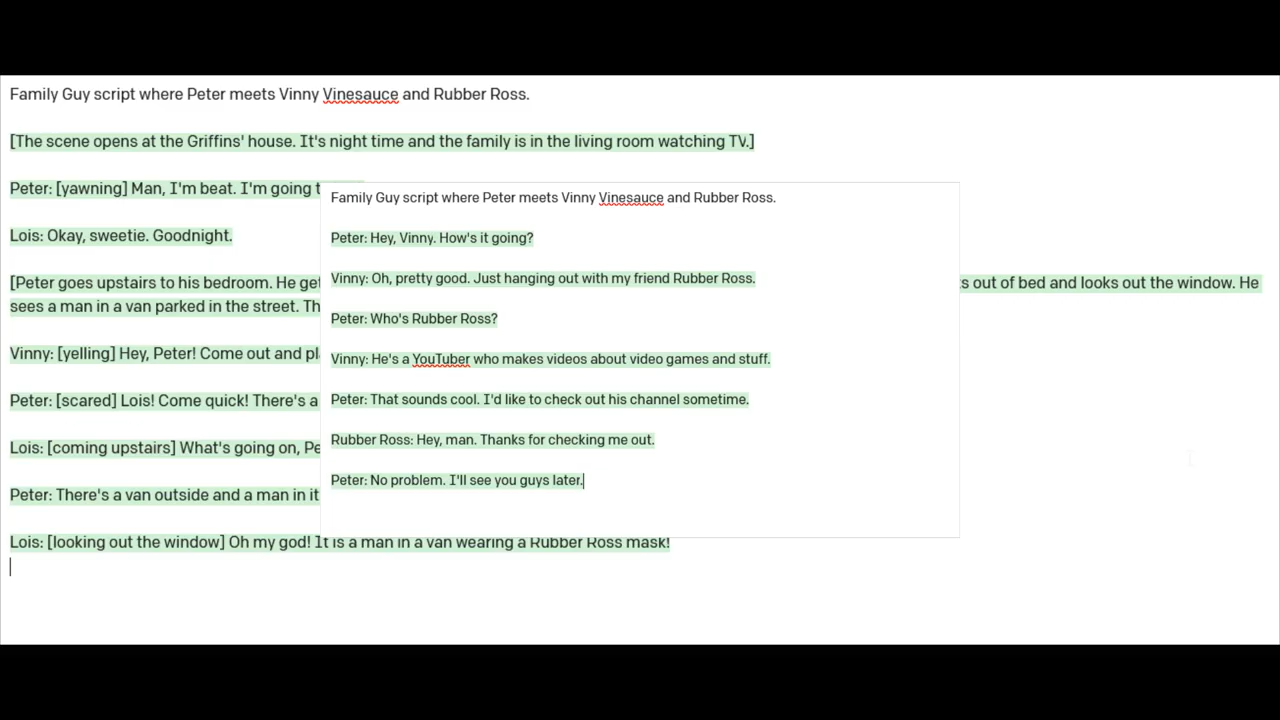 Family Guy script where Peter meets Vinny Vinesauce and Rubber Ross.
[The scene opens at the Griffins' house. It's night time and the family is in the living room watching TV.]
Peter: [yawning] Man, I'm beat. I'm going
Lois: Okay, sweetie. Goodnight.
[Peter goes upstairs to his bedroom. He
out of bed and looks out the window. He
sees a man in a van parked in the street.
Vinny: [yelling] Hey, Peter! Come out and
Peter: [scared] Lois! Come quick! There's a
Lois: [coming upstairs] What's going on,
Peter: There's a van outside and a man in it
Lois: [looking out the window] Oh my god! It is a man in a van wearing a Rubber Ross mask!
Family Guy script where Peter meets Vinny Vinesauce and Rubber Ross.
Peter: Hey, Vinny. How's it going?
Vinny: Oh, pretty good. Just hanging out with my friend Rubber Ross.
Peter: Who's Rubber Ross?
Vinny: He's a YouTuber who makes videos about video games and stuff.
Peter: That sounds cool. I'd like to check out his channel sometime.
Rubber Ross: Hey, man. Thanks for checking me out.
Peter: No problem. I'll see you guys later.